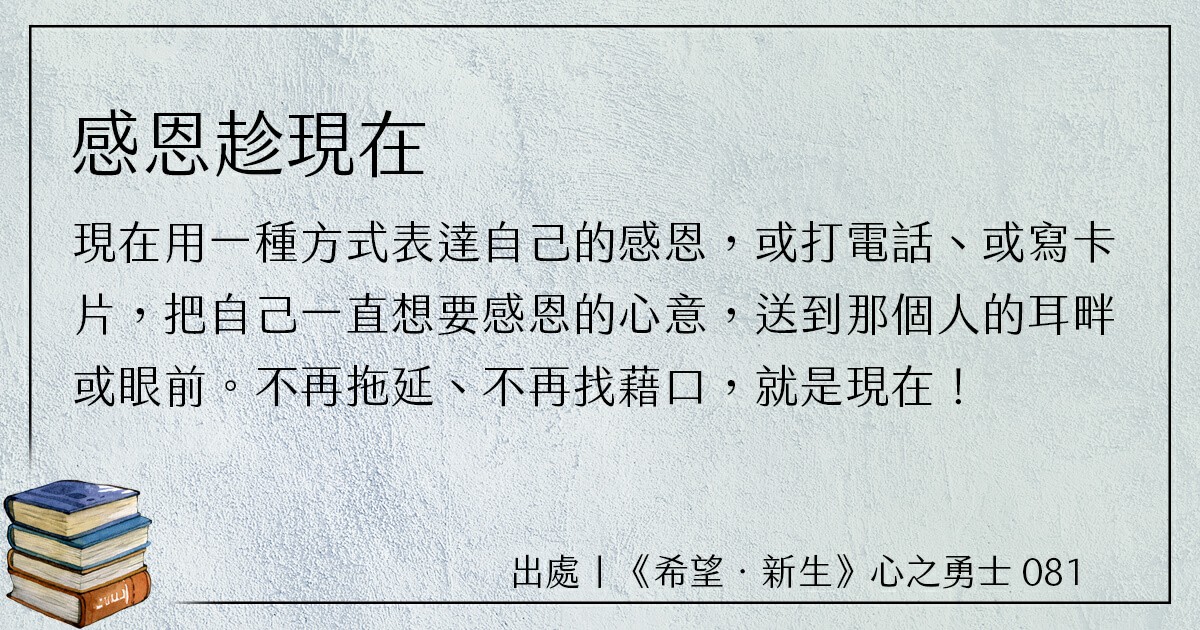 感恩趁現在
現在用一種方式表達自己的感恩，或打電話、或寫卡
片，把自己一直想要感恩的心意，送到那個人的耳畔
或眼前。不再拖延、不再找藉口，就是現在！
出處｜《希望．新生》心之勇士 081